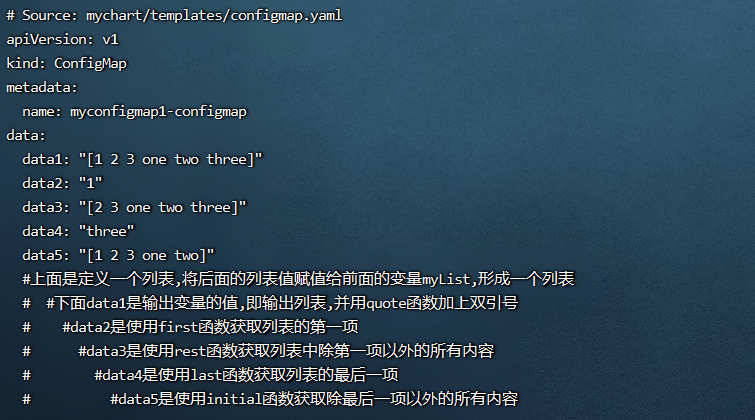 # Source: mychart/templates/configmap.yaml
apiVersion: v1
kind: ConfigMap
metadata:
  name: myconfigmap1-configmap
data:
  data1: "[1 2 3 one two three]"
  data2: "1"
  data3: "[2 3 one two three]"
  data4: "three"
  data5: "[1 2 3 one two]"
  #上面是定义一个列表,将后面的列表值赋值给前面的变量myList,形成一个列表
  #  #下面data1是输出变量的值,即输出列表,并用quote函数加上双引号
  #    #data2是使用first函数获取列表的第一项
  #      #data3是使用rest函数获取列表中除第一项以外的所有内容
  #        #data4是使用last函数获取列表的最后一项
  #          #data5是使用initial函数获取除最后一项以外的所有内容